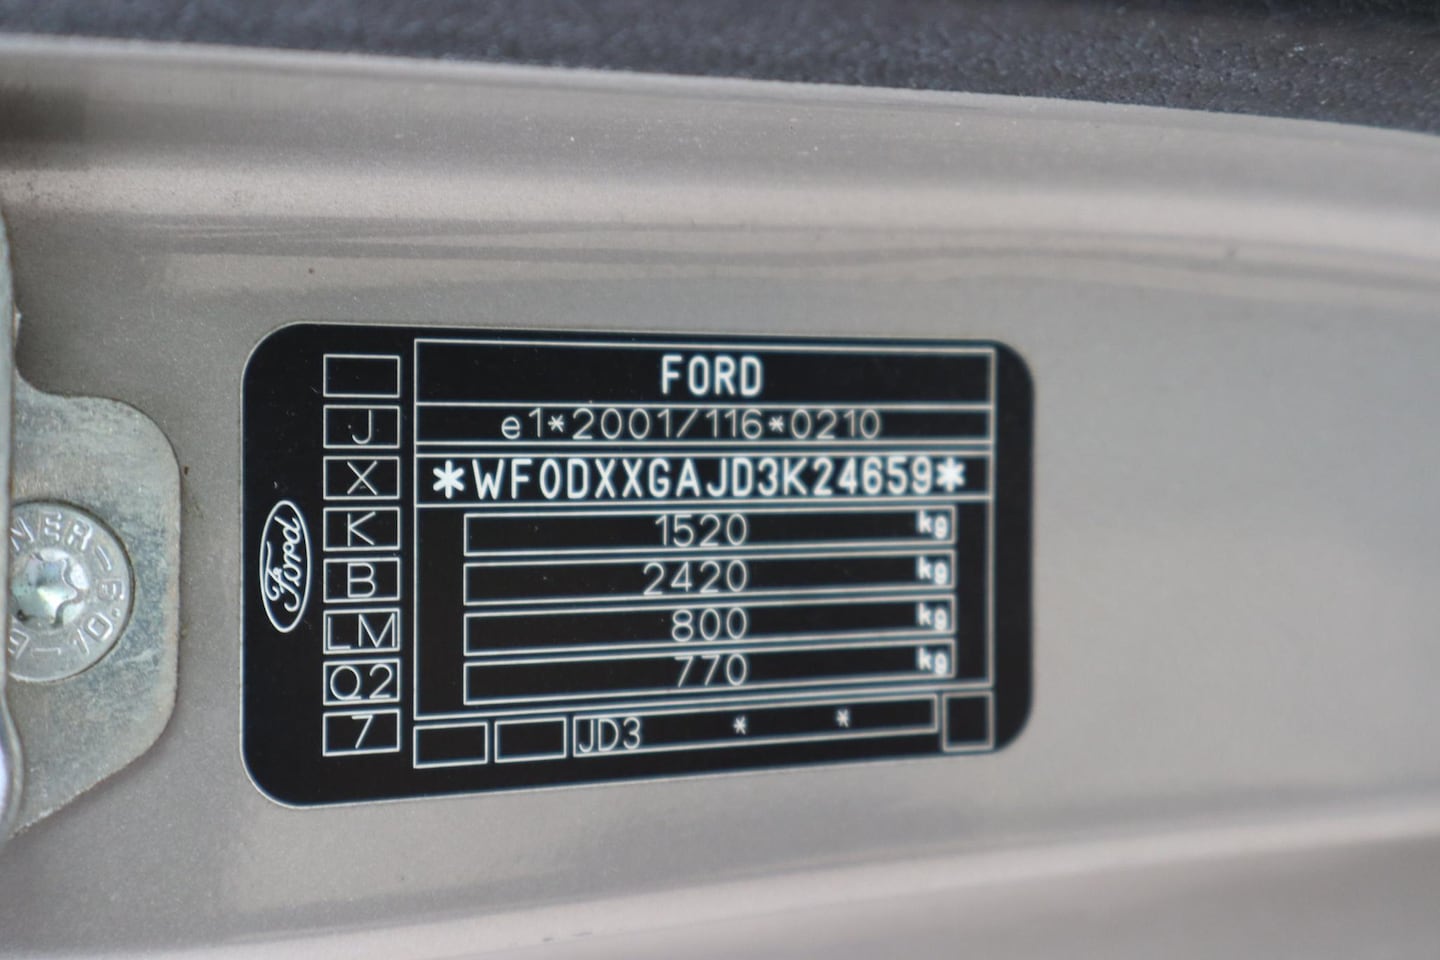 FORD
e1*2001/116*0210
*WF0DXXGAJD3K24659*
1520 kg
2420 kg
800 kg
770 kg
JD3 * *
J
X
K
B
LM
Q2
7
Ford